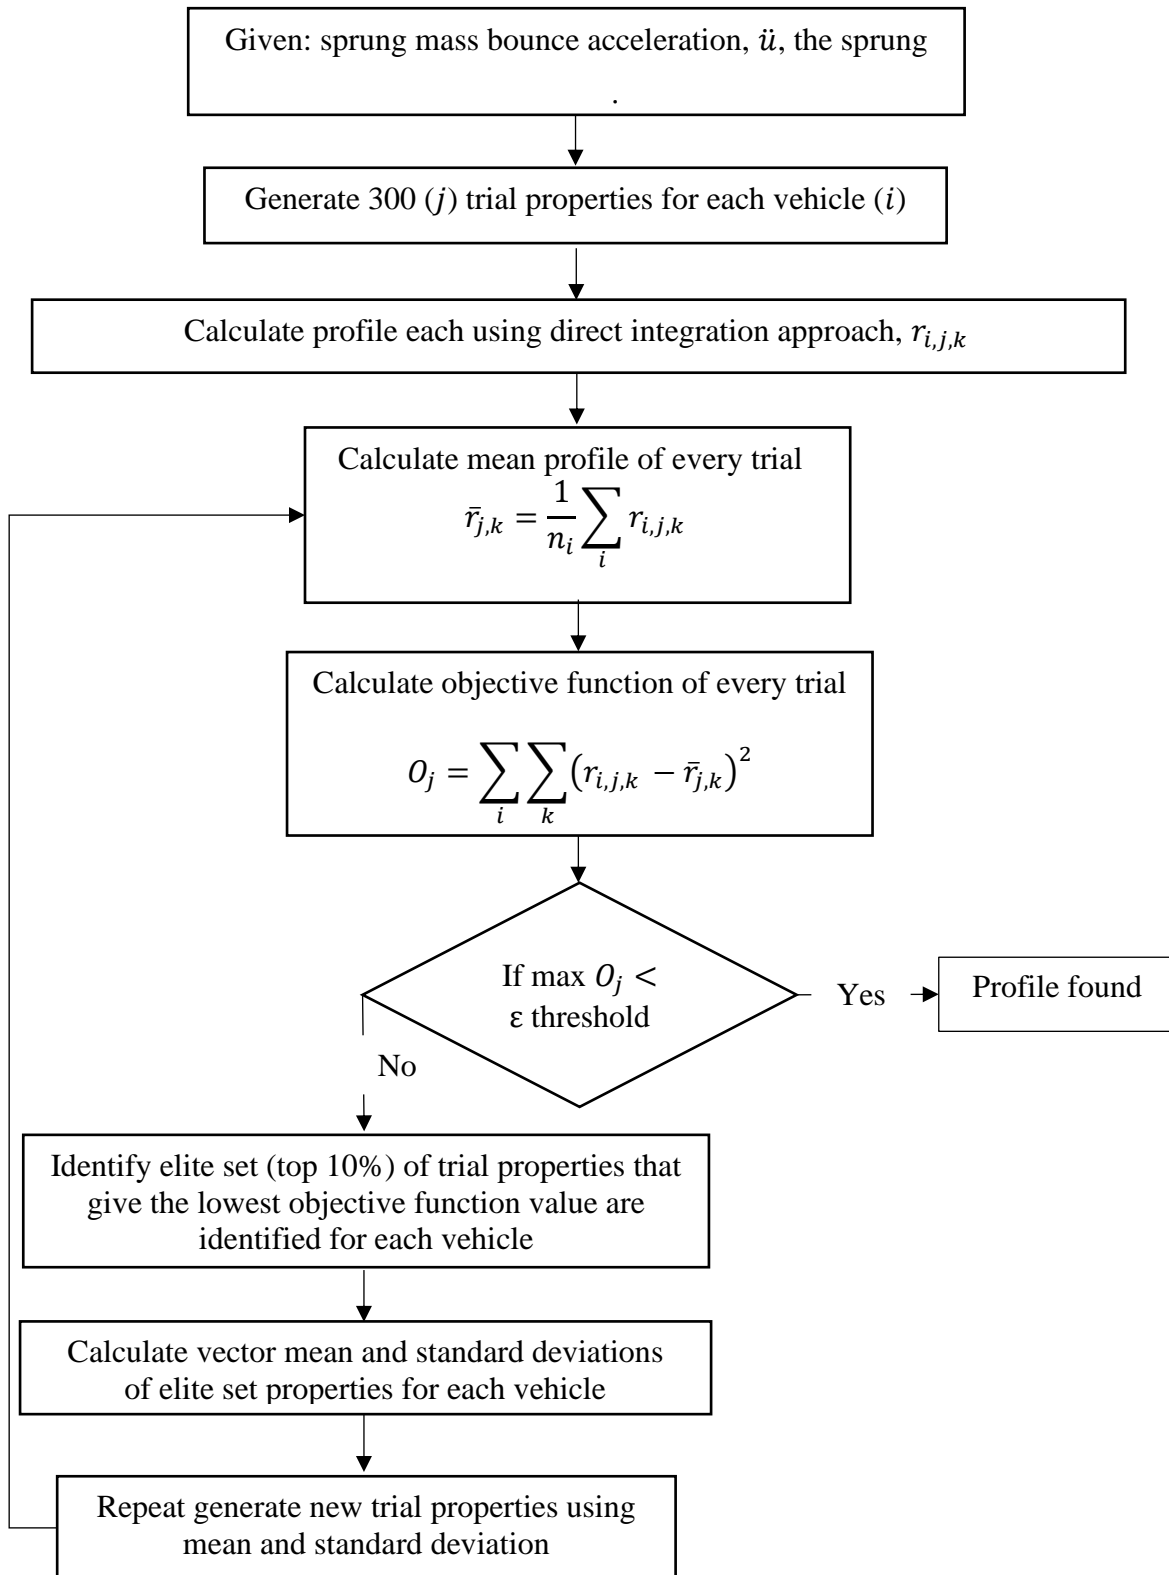 Given: sprung mass bounce acceleration, ü, the sprung
.
Generate 300 (j) trial properties for each vehicle (i)
Calculate profile each using direct integration approach, r_{i,j,k}
Calculate mean profile of every trial
r̄_{j,k} = \frac{1}{n_i} \sum_i r_{i,j,k}
Calculate objective function of every trial
O_j = \sum_i \sum_k (r_{i,j,k} − r̄_{j,k})^2
If max O_j <
ε threshold
Yes
Profile found
No
Identify elite set (top 10%) of trial properties that
give the lowest objective function value are
identified for each vehicle
Calculate vector mean and standard deviations
of elite set properties for each vehicle
Repeat generate new trial properties using
mean and standard deviation